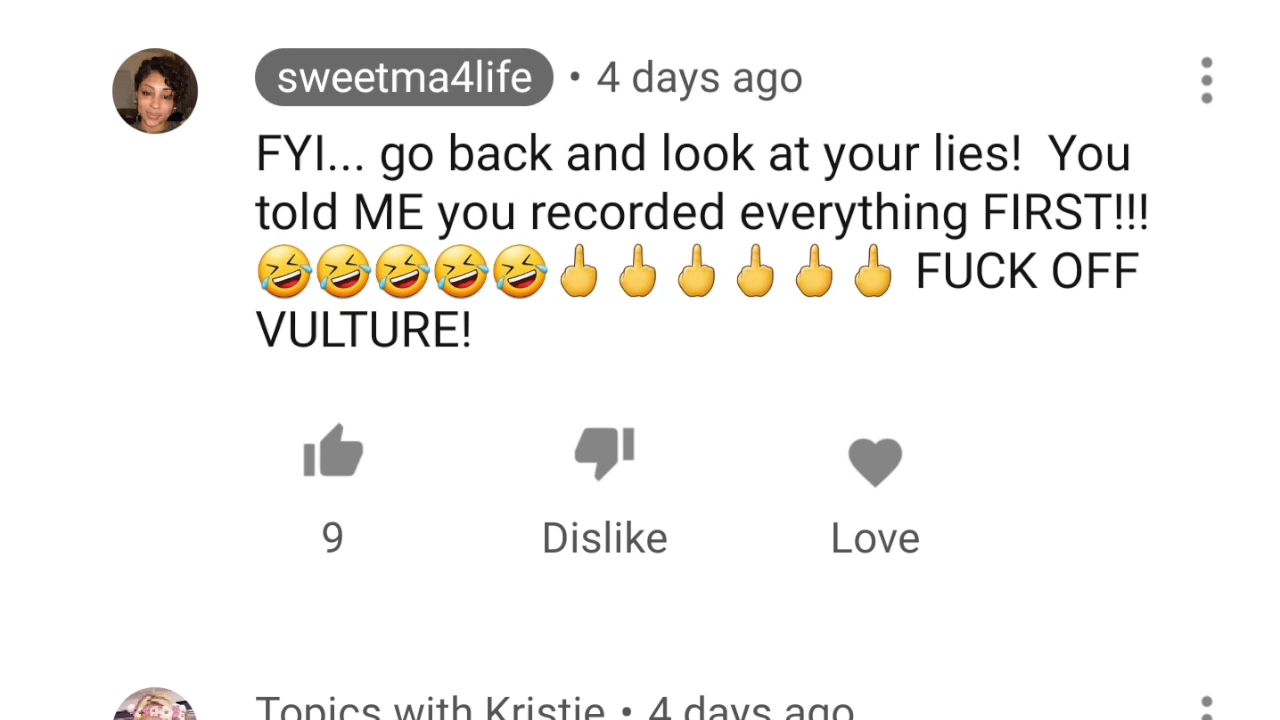 sweetma4life • 4 days ago
FYI... go back and look at your lies!  You
told ME you recorded everything FIRST!!!
🤣🤣🤣🤣🤣🖕🖕🖕🖕🖕🖕 FUCK OFF
VULTURE!
9 Dislike Love
Topics with Kristie • 4 days ago